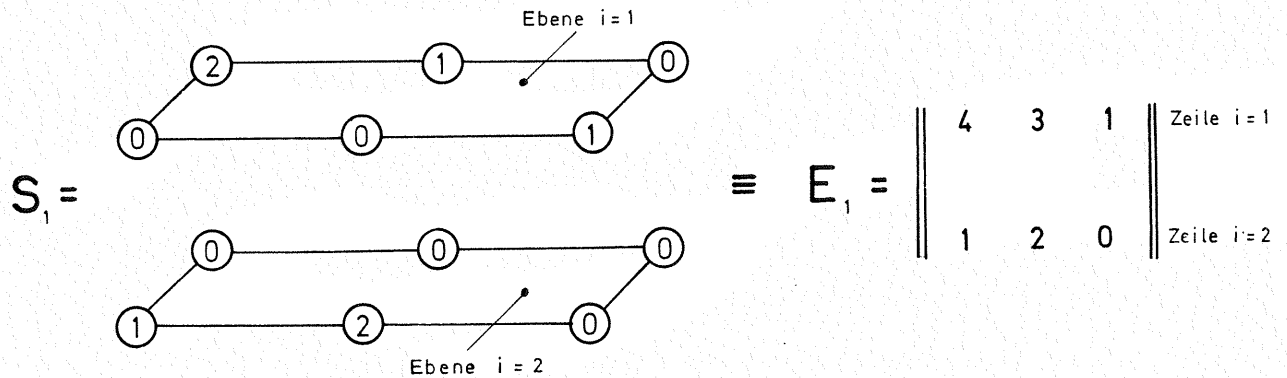 Ebene i = 1
2 1 0
0 0 1
4 3 1 Zeile i = 1
S₁ = ≡ E₁ =
0 0 0
1 2 0 Zeile i = 2
1 2 0
Ebene i = 2